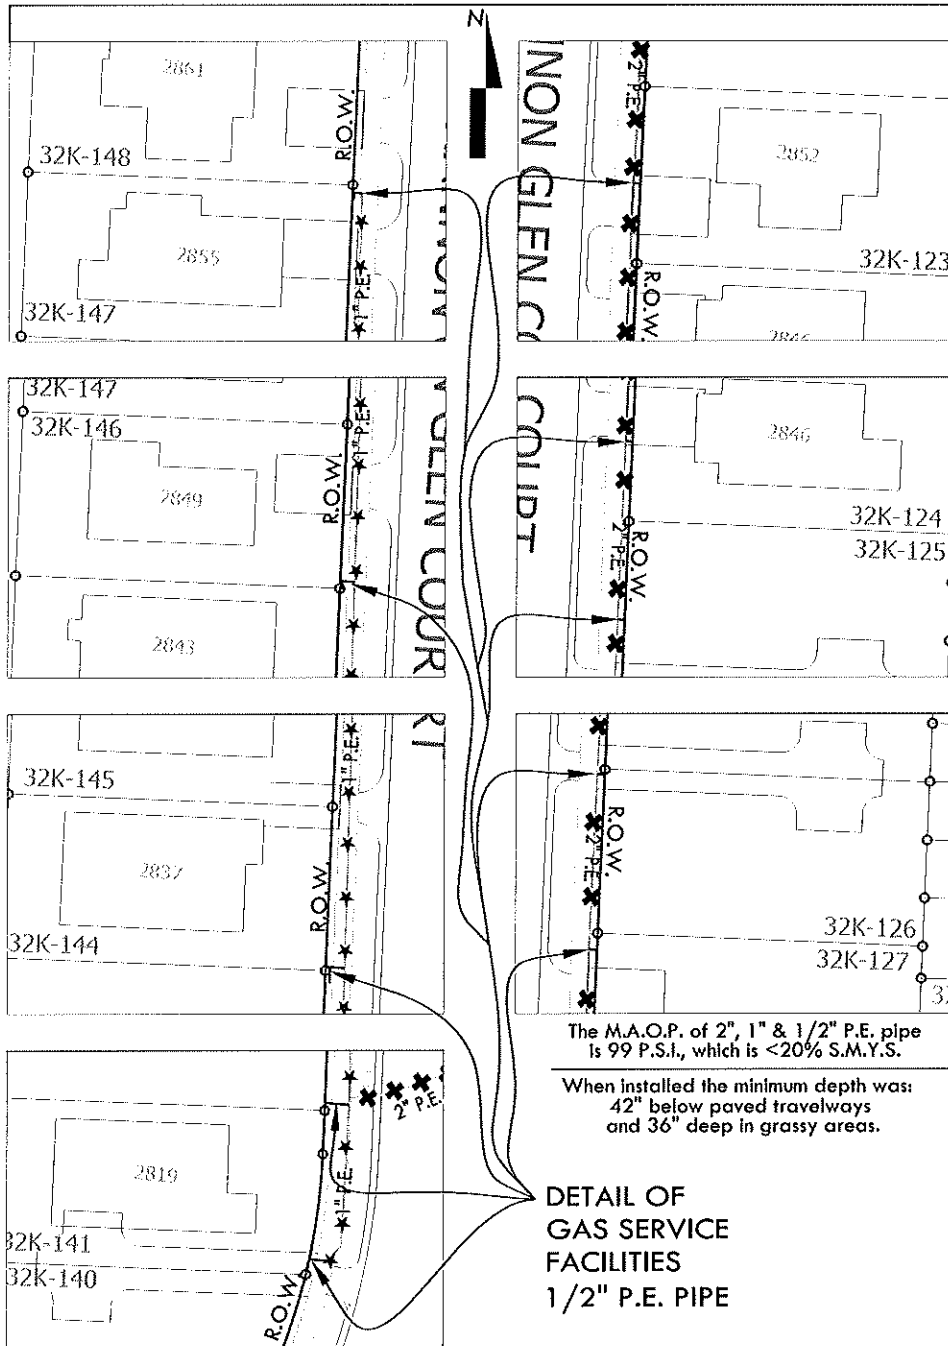 N
2861
R.O.W.
32K-148
2855
1" P.E.
32K-147
NON GLEN COURT
INON GLEN CO
2" P.E.
2852
32K-123
R.O.W.
2846
32K-147
32K-146
1" P.E.
2849
R.O.W.
2843
COURT
2846
32K-124
32K-125
2" P.E.
R.O.W.
32K-145
1" P.E.
2837
R.O.W.
32K-144
R.O.W.
2" P.E.
32K-126
32K-127
The M.A.O.P. of 2", 1" & 1/2" P.E. pipe
is 99 P.S.I., which is <20% S.M.Y.S.
When installed the minimum depth was:
42" below paved travelways
and 36" deep in grassy areas.
2" P.E.
2819
1" P.E.
32K-141
32K-140
R.O.W.
DETAIL OF
GAS SERVICE
FACILITIES
1/2" P.E. PIPE